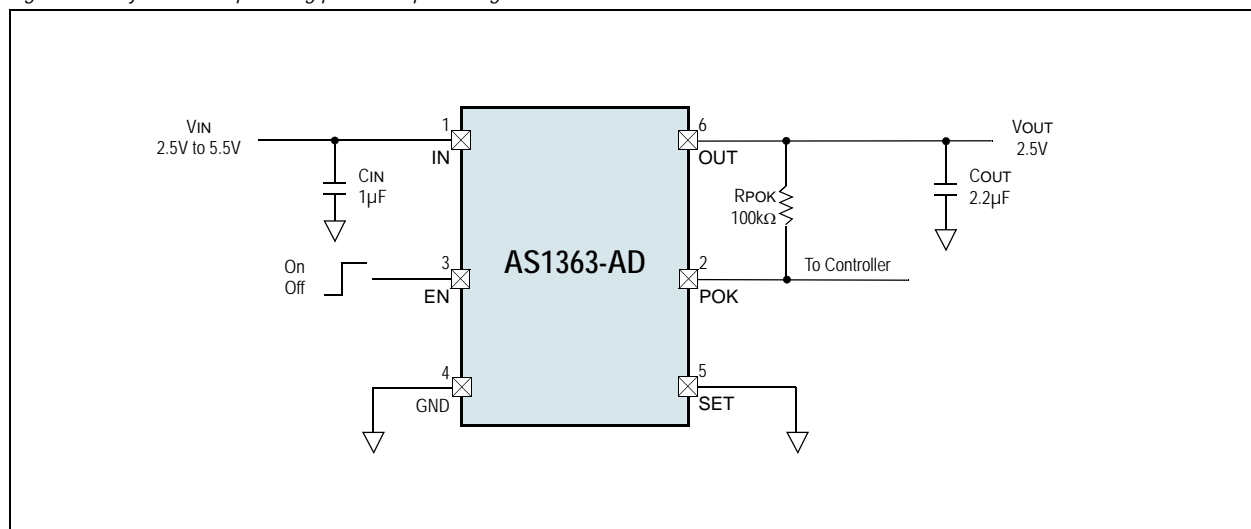 VIN
2.5V to 5.5V
1
IN
CIN
1µF
On
Off
3
EN
4
GND
AS1363-AD
6
OUT
RPOK
100kΩ
VOUT
2.5V
COUT
2.2µF
2
POK
To Controller
5
SET